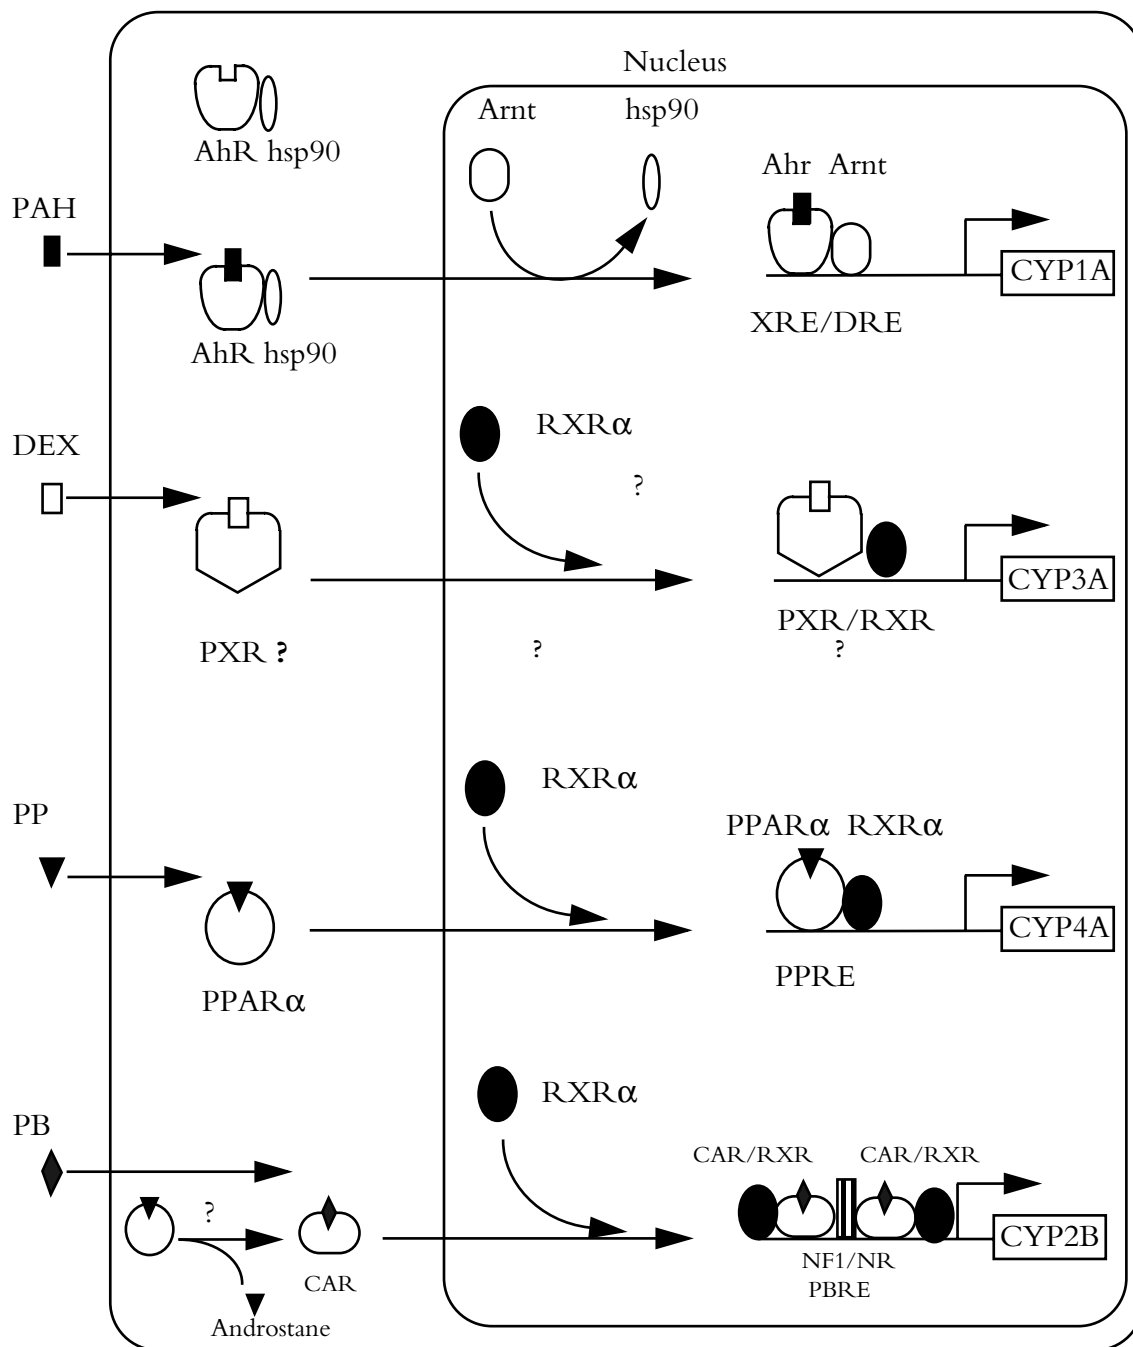 Nucleus
Arnt hsp90
AhR hsp90
Ahr Arnt
PAH
CYP1A
XRE/DRE
AhR hsp90
RXRα
DEX
?
CYP3A
PXR/RXR
PXR ?
?
?
RXRα
PP
PPARα RXRα
CYP4A
PPRE
PPARα
RXRα
PB
CAR/RXR CAR/RXR
?
CYP2B
NF1/NR
PBRE
CAR
Androstane